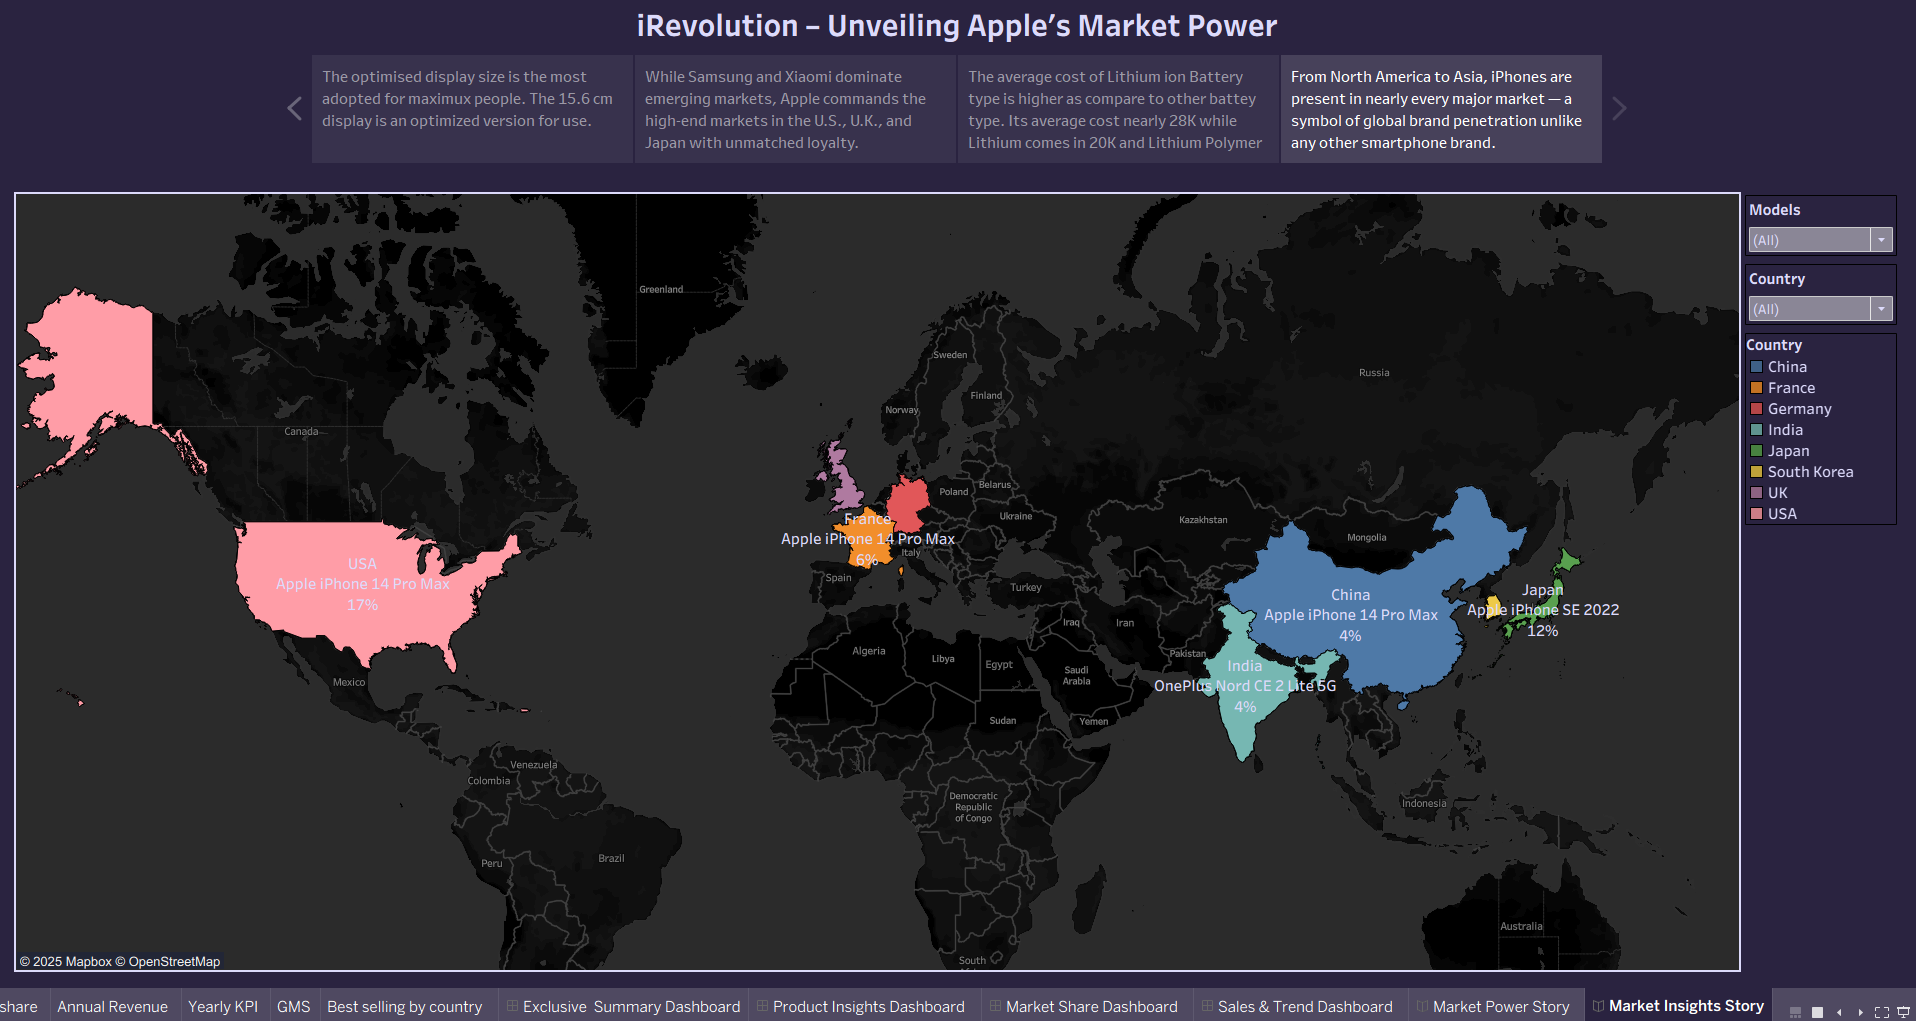 iRevolution – Unveiling Apple's Market Power
The optimised display size is the most
adopted for maximux people. The 15.6 cm
display is an optimized version for use.
While Samsung and Xiaomi dominate
emerging markets, Apple commands the
high-end markets in the U.S., U.K., and
Japan with unmatched loyalty.
The average cost of Lithium ion Battery
type is higher as compare to other battey
type. Its average cost nearly 28K while
Lithium comes in 20K and Lithium Polymer
From North America to Asia, iPhones are
present in nearly every major market — a
symbol of global brand penetration unlike
any other smartphone brand.
Models
(All)
Country
(All)
Country
China
France
Germany
India
Japan
South Korea
UK
USA
Greenland
Sweden
Russia
Finland
Norway
Canada
Poland
Belarus
Ukraine
Kazakhstan
Mongolia
France
Apple iPhone 14 Pro Max
6%
Italy
Spain
Turkey
USA
Apple iPhone 14 Pro Max
17%
China
Apple iPhone 14 Pro Max
4%
Japan
Apple iPhone SE 2022
12%
Iraq
Iran
Pakistan
Algeria
Libya
Egypt
Saudi
Arabia
India
OnePlus Nord CE 2 Lite 5G
4%
Mexico
Sudan
Yemen
Venezuela
Colombia
Democratic
Republic
of Congo
Indonesia
Peru
Brazil
Australia
South
© 2025 Mapbox © OpenStreetMap
share
Annual Revenue
Yearly KPI
GMS
Best selling by country
Exclusive Summary Dashboard
Product Insights Dashboard
Market Share Dashboard
Sales & Trend Dashboard
Market Power Story
Market Insights Story